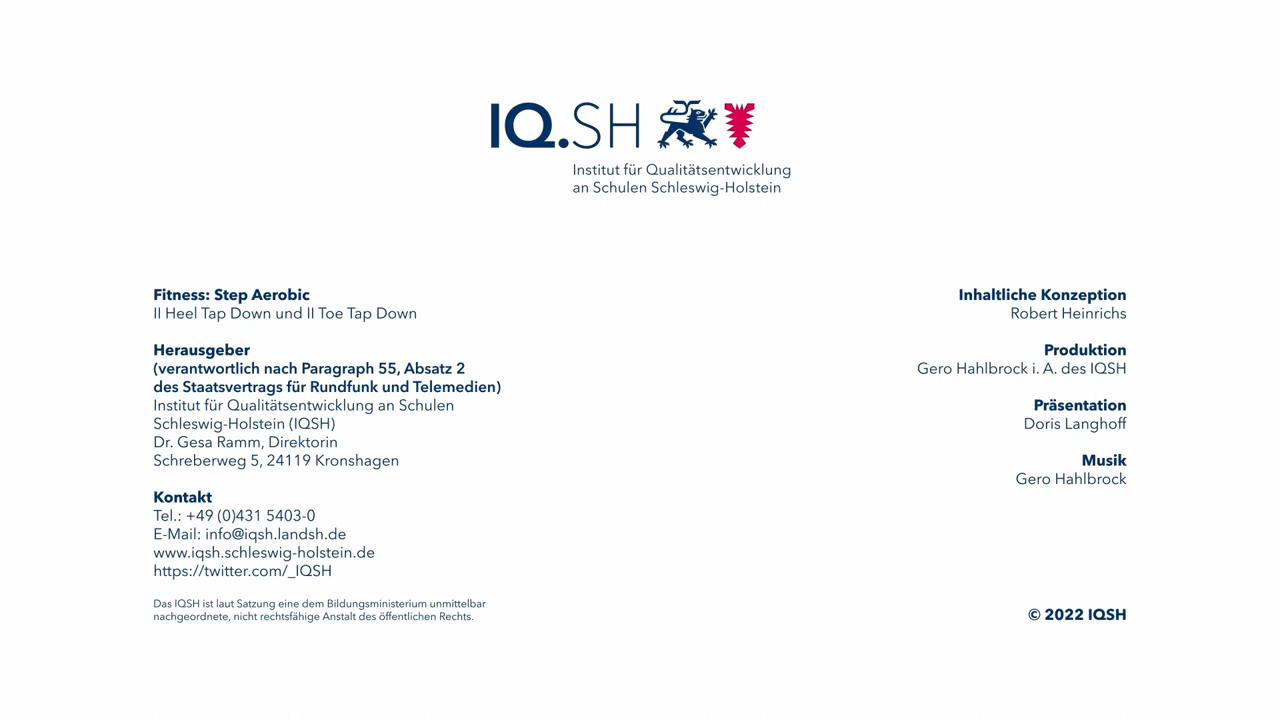 IQ.SH
Institut für Qualitätsentwicklung
an Schulen Schleswig-Holstein
Fitness: Step Aerobic
II Heel Tap Down und II Toe Tap Down
Herausgeber
(verantwortlich nach Paragraph 55, Absatz 2
des Staatsvertrags für Rundfunk und Telemedien)
Institut für Qualitätsentwicklung an Schulen
Schleswig-Holstein (IQSH)
Dr. Gesa Ramm, Direktorin
Schreberweg 5, 24119 Kronshagen
Kontakt
Tel.: +49 (0)431 5403-0
E-Mail: info@iqsh.landsh.de
www.iqsh.schleswig-holstein.de
https://twitter.com/_IQSH
Das IQSH ist laut Satzung eine dem Bildungsministerium unmittelbar
nachgeordnete, nicht rechtsfähige Anstalt des öffentlichen Rechts.
Inhaltliche Konzeption
Robert Heinrichs
Produktion
Gero Hahlbrock i. A. des IQSH
Präsentation
Doris Langhoff
Musik
Gero Hahlbrock
© 2022 IQSH